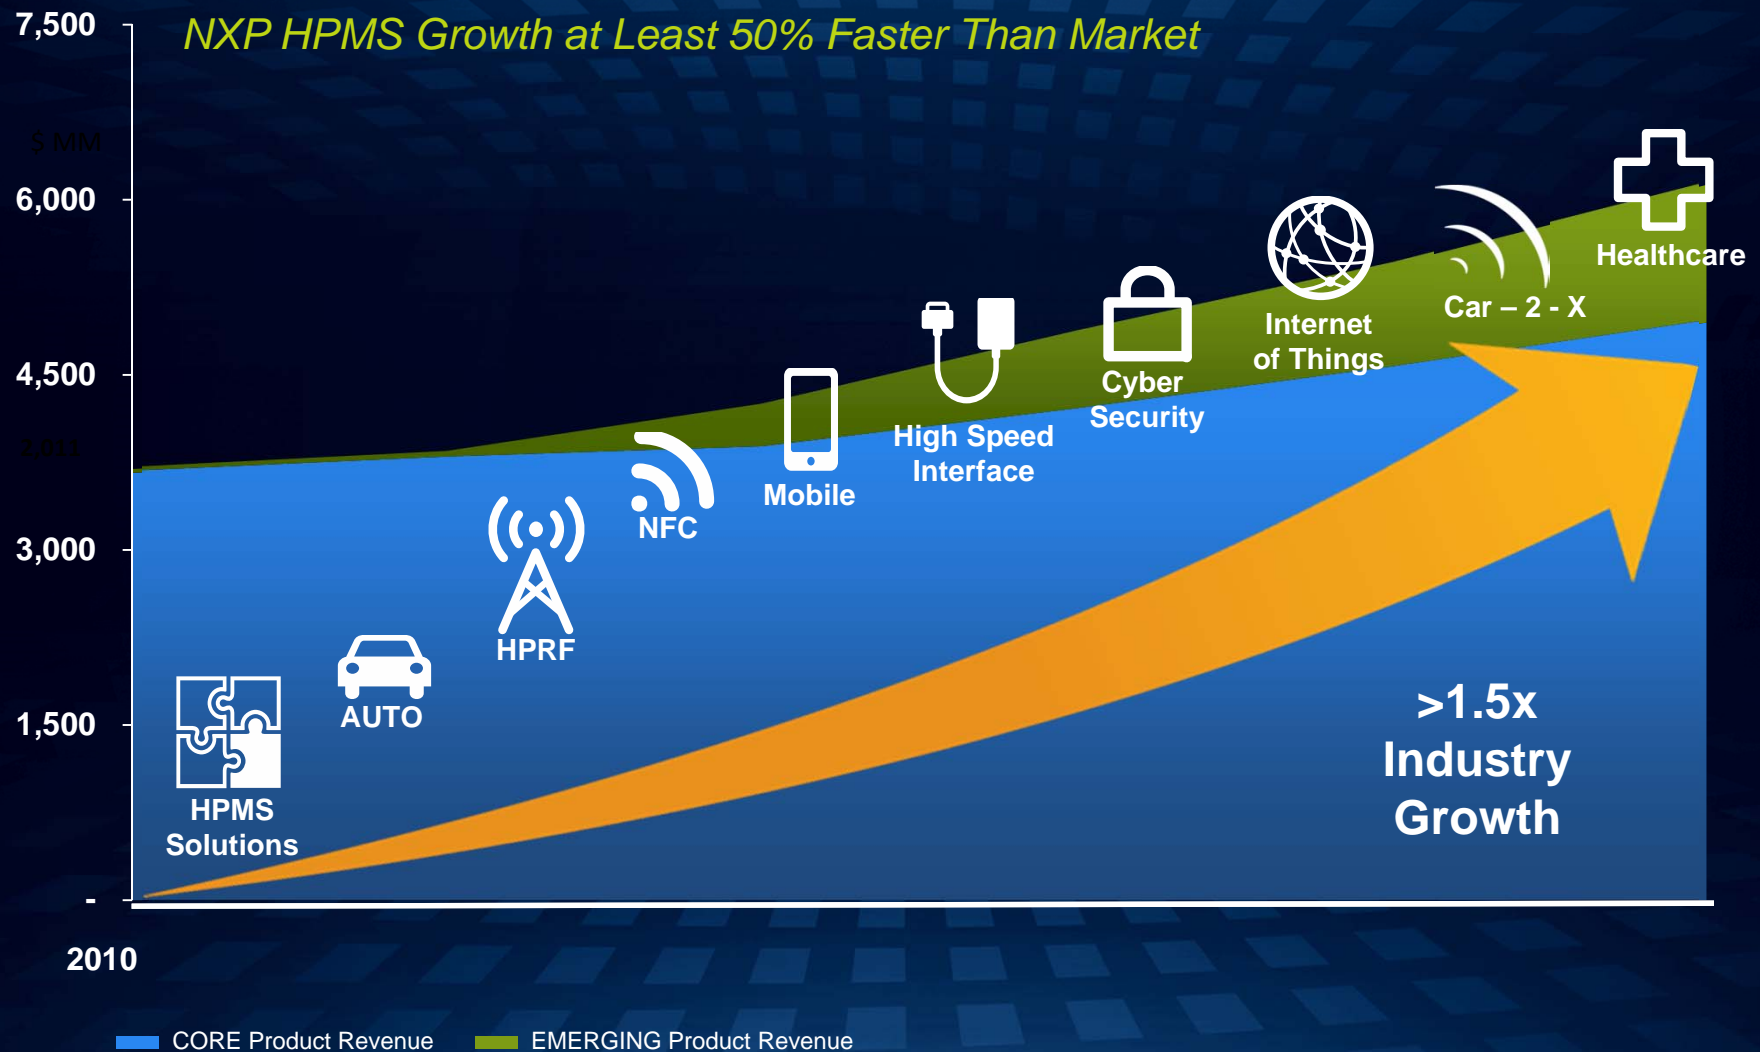 NXP HPMS Growth at Least 50% Faster Than Market
7,500
$ MM
6,000
4,500
3,000
1,500
-
2010
HPMS
Solutions
AUTO
HPRF
NFC
Mobile
High Speed
Interface
Cyber
Security
Internet
of Things
Car – 2 - X
Healthcare
>1.5x
Industry
Growth
CORE Product Revenue
EMERGING Product Revenue